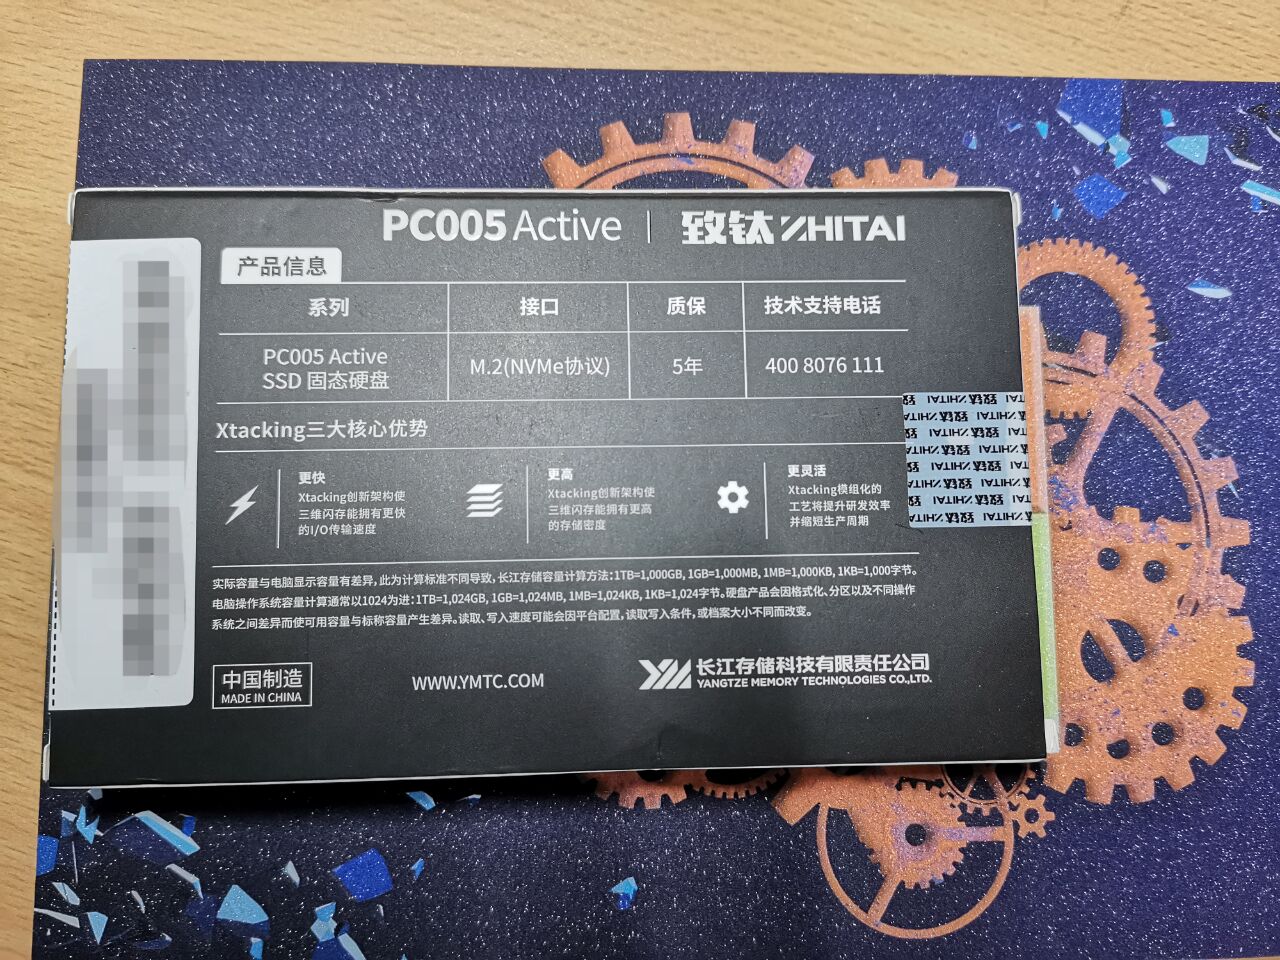 PC005 Active | 致钛 ZHITAI
产品信息
系列 接口 质保 技术支持电话
PC005 Active
SSD 固态硬盘
M.2(NVMe协议)
5年
400 8076 111
Xtacking三大核心优势
更快
Xtacking创新架构使
三维闪存能拥有更快
的I/O传输速度
更高
Xtacking创新架构使
三维闪存能拥有更高
的存储密度
更灵活
Xtacking模组化的
工艺将提升研发效率
并缩短生产周期
致钛 ZHITAI
实际容量与电脑显示容量有差异,此为计算标准不同导致,长江存储容量计算方法:1TB=1,000GB, 1GB=1,000MB, 1MB=1,000KB, 1KB=1,000字节。
电脑操作系统容量计算通常以1024为进:1TB=1,024GB, 1GB=1,024MB, 1MB=1,024KB, 1KB=1,024字节。硬盘产品会因格式化、分区以及不同操作
系统之间差异而使可用容量与标称容量产生差异。读取、写入速度可能会因平台配置,读取写入条件,或档案大小不同而改变。
中国制造
MADE IN CHINA
WWW.YMTC.COM
长江存储科技有限责任公司
YANGTZE MEMORY TECHNOLOGIES CO.,LTD.